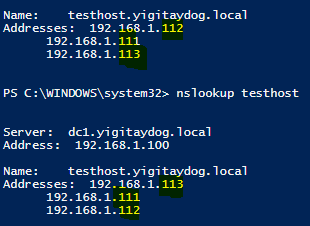 Name:    testhost.yigitaydog.local
Addresses:  192.168.1.112
192.168.1.111
192.168.1.113
PS C:\WINDOWS\system32> nslookup testhost
Server:  dc1.yigitaydog.local
Address:  192.168.1.100
Name:    testhost.yigitaydog.local
Addresses:  192.168.1.113
192.168.1.111
192.168.1.112